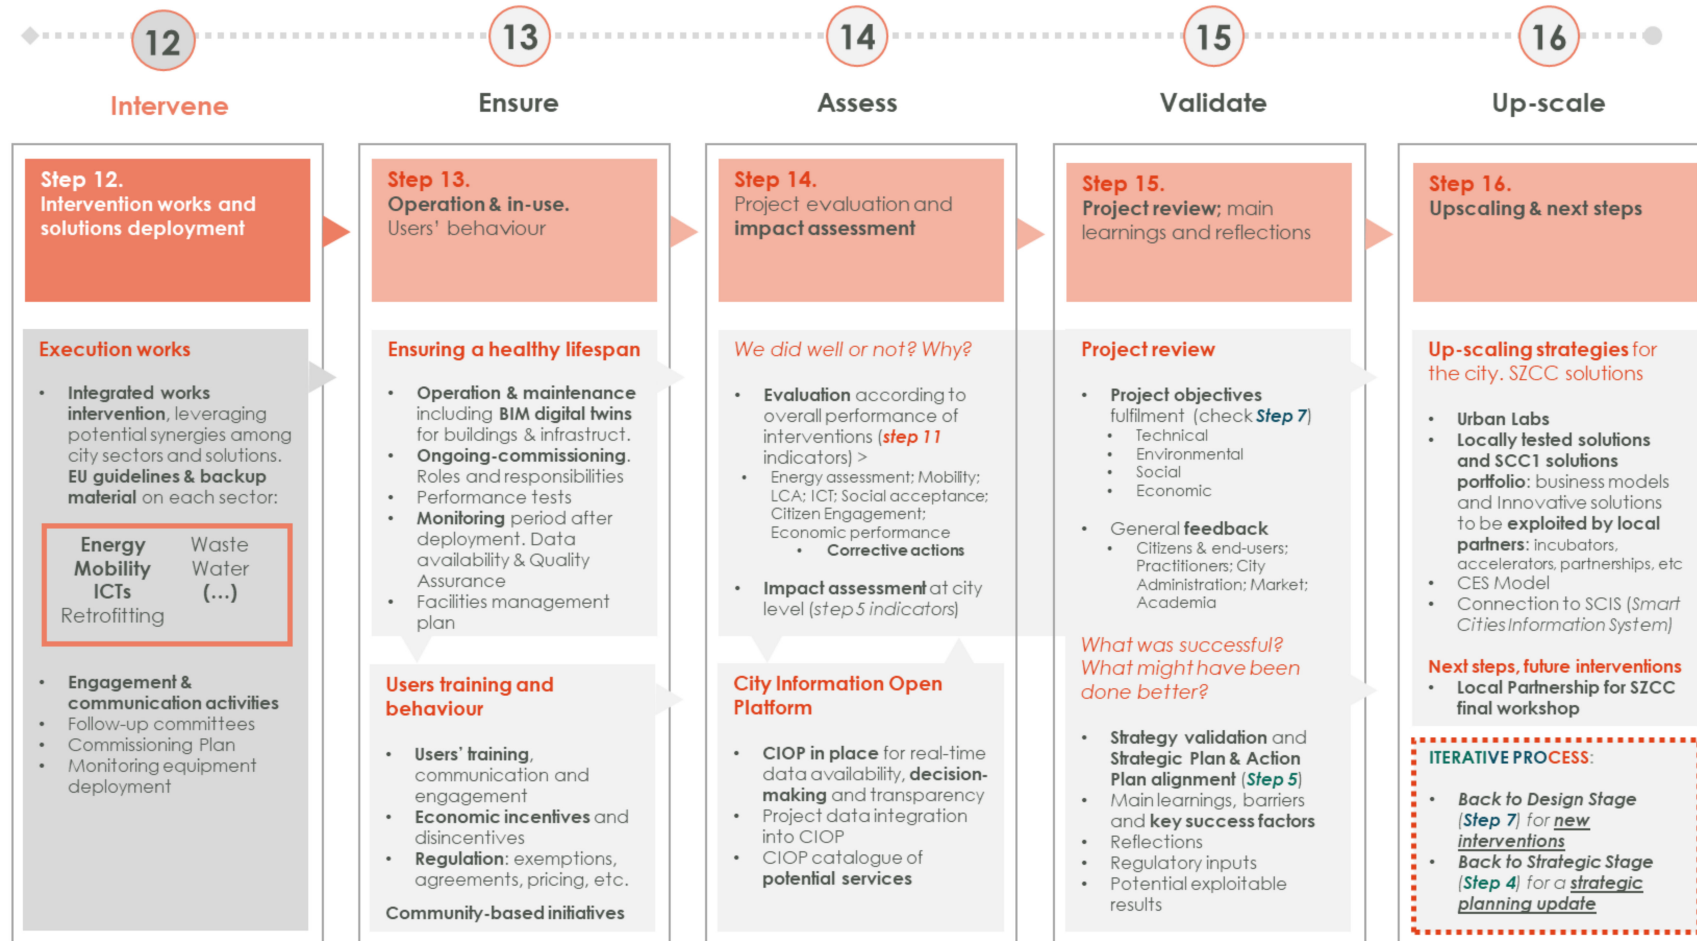 12
13
14
15
16
Intervene
Ensure
Assess
Validate
Up-scale
Step 12.
Intervention works and
solutions deployment
Execution works
• Integrated works
intervention, leveraging
potential synergies among
city sectors and solutions.
EU guidelines & backup
material on each sector:
Energy
Mobility
ICTs
Retrofitting
Waste
Water
(...)
• Engagement &
communication activities
• Follow-up committees
• Commissioning Plan
• Monitoring equipment
deployment
Step 13.
Operation & in-use.
Users' behaviour
Ensuring a healthy lifespan
• Operation & maintenance
including BIM digital twins
for buildings & infrastruct.
• Ongoing-commissioning.
Roles and responsibilities
• Performance tests
• Monitoring period after
deployment. Data
availability & Quality
Assurance
• Facilities management
plan
Users training and
behaviour
• Users' training,
communication and
engagement
• Economic incentives and
disincentives
• Regulation: exemptions,
agreements, pricing, etc.
Community-based initiatives
Step 14.
Project evaluation and
impact assessment
We did well or not? Why?
• Evaluation according to
overall performance of
interventions (step 11
indicators) >
• Energy assessment; Mobility;
LCA; ICT; Social acceptance;
Citizen Engagement;
Economic performance
• Corrective actions
• Impact assessment at city
level (step 5 indicators)
City Information Open
Platform
• CIOP in place for real-time
data availability, decision-
making and transparency
• Project data integration
into CIOP
• CIOP catalogue of
potential services
Step 15.
Project review; main
learnings and reflections
Project review
• Project objectives
fulfilment (check Step 7)
• Technical
• Environmental
• Social
• Economic
• General feedback
• Citizens & end-users;
Practitioners; City
Administration; Market;
Academia
What was successful?
What might have been
done better?
• Strategy validation and
Strategic Plan & Action
Plan alignment (Step 5)
• Main learnings, barriers
and key success factors
• Reflections
• Regulatory inputs
• Potential exploitable
results
Step 16.
Upscaling & next steps
Up-scaling strategies for
the city. SZCC solutions
• Urban Labs
• Locally tested solutions
and SCC1 solutions
portfolio: business models
and Innovative solutions
to be exploited by local
partners: incubators,
accelerators, partnerships, etc
• CES Model
• Connection to SCIS (Smart
Cities Information System)
Next steps, future interventions
• Local Partnership for SZCC
final workshop
ITERATIVE PROCESS:
• Back to Design Stage
(Step 7) for new
interventions
• Back to Strategic Stage
(Step 4) for a strategic
planning update